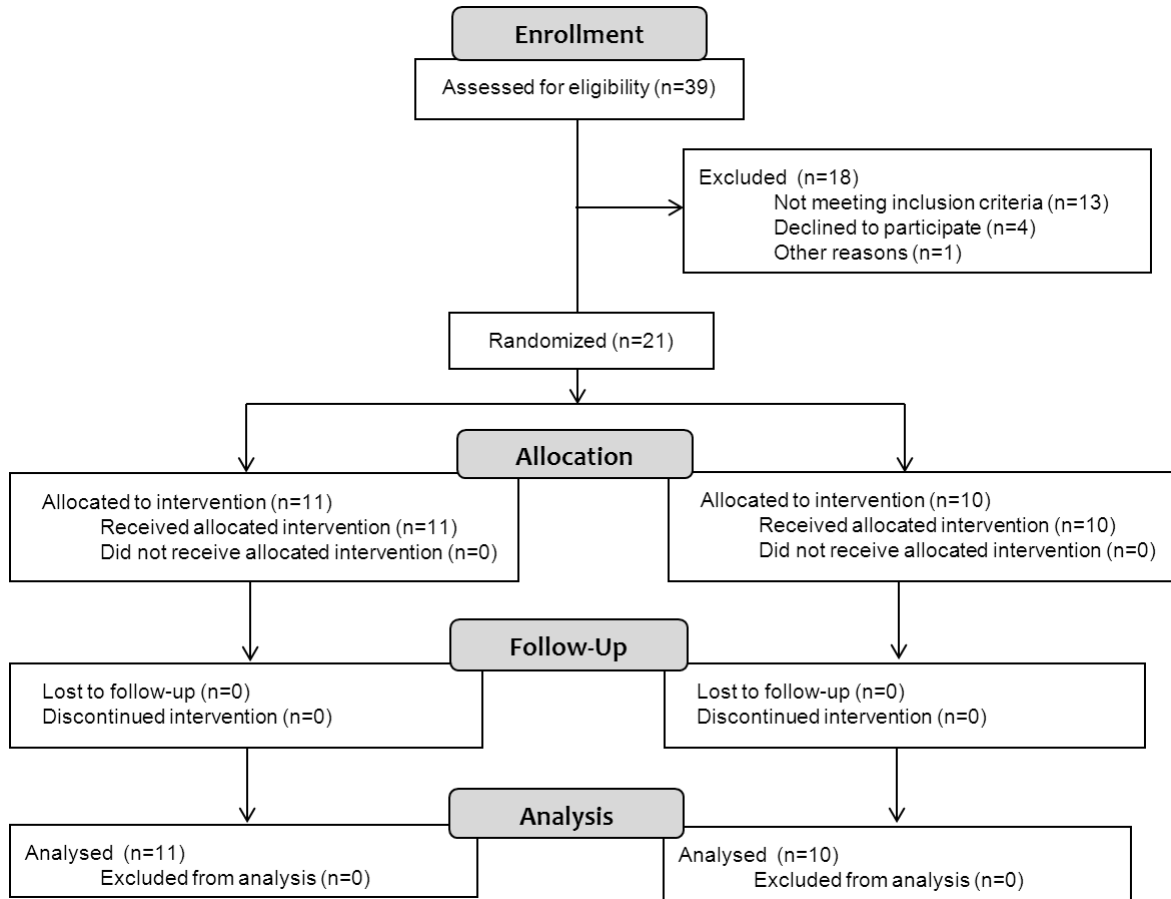 Enrollment
Assessed for eligibility (n=39)
Excluded (n=18)
Not meeting inclusion criteria (n=13)
Declined to participate (n=4)
Other reasons (n=1)
Randomized (n=21)
Allocation
Allocated to intervention (n=11)
Received allocated intervention (n=11)
Did not receive allocated intervention (n=0)
Allocated to intervention (n=10)
Received allocated intervention (n=10)
Did not receive allocated intervention (n=0)
Follow-Up
Lost to follow-up (n=0)
Discontinued intervention (n=0)
Lost to follow-up (n=0)
Discontinued intervention (n=0)
Analysis
Analysed (n=11)
Excluded from analysis (n=0)
Analysed (n=10)
Excluded from analysis (n=0)